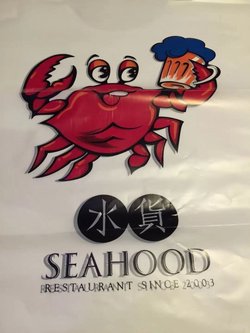 水貨
SEAHOOD
RESTAURANT SINCE 2003